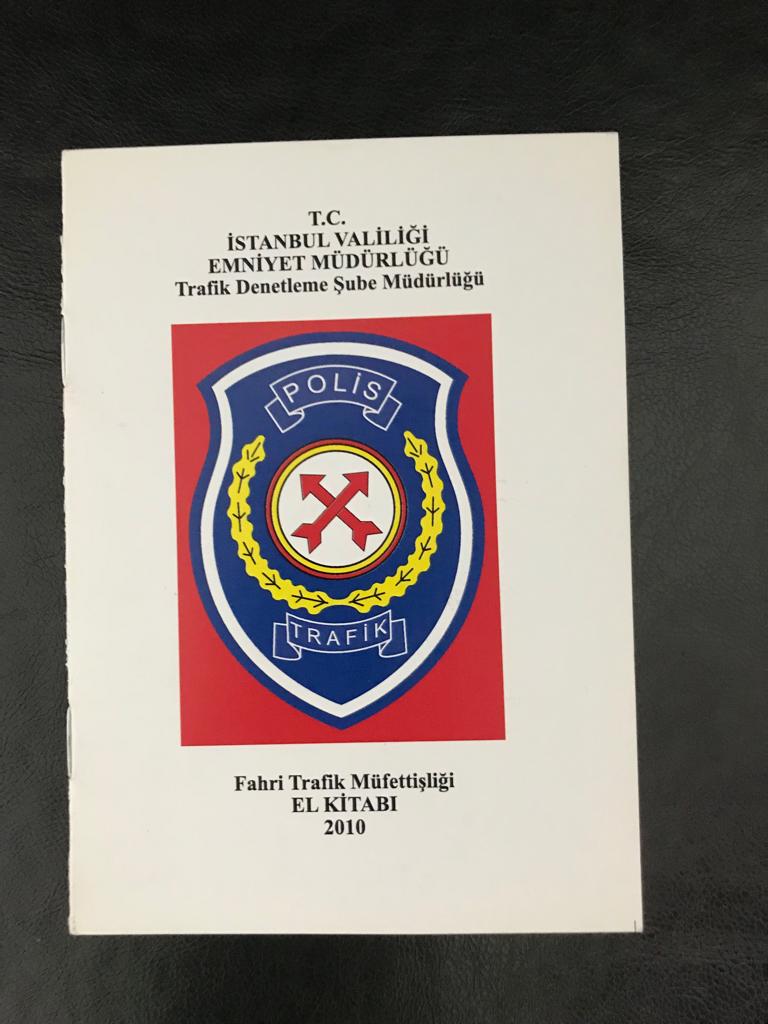 T.C.
İSTANBUL VALİLİĞİ
EMNİYET MÜDÜRLÜĞÜ
Trafik Denetleme Şube Müdürlüğü
POLİS
TRAFİK
Fahri Trafik Müfettişliği
EL KİTABI
2010